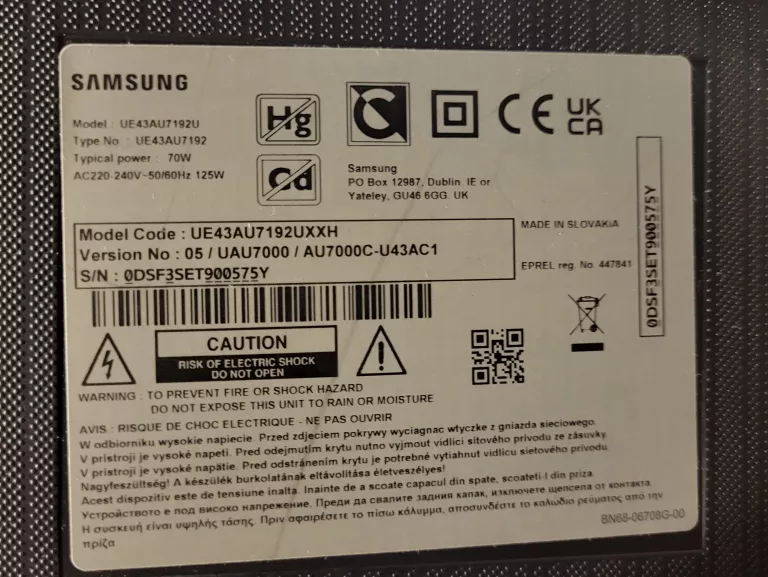 SAMSUNG
Model : UE43AU7192U
Type No : UE43AU7192
Typical power : 70W
AC220-240V~50/60Hz 125W
Hg
Cd
C
CE
UK
CA
Samsung
PO Box 12987, Dublin. IE or
Yateley, GU46 6GG. UK
Model Code : UE43AU7192UXXH
Version No : 05 / UAU7000 / AU7000C-U43AC1
S/N : 0DSF3SET900575Y
MADE IN SLOVAKIA
EPREL reg. No. 447841
0DSF3SET900575Y
CAUTION
RISK OF ELECTRIC SHOCK
DO NOT OPEN
WARNING : TO PREVENT FIRE OR SHOCK HAZARD
DO NOT EXPOSE THIS UNIT TO RAIN OR MOISTURE
AVIS : RISQUE DE CHOC ELECTRIQUE - NE PAS OUVRIR
W odbiorniku wysokie napiecie. Przed zdjeciem pokrywy wyciagnac wtyczke z gniazda sieciowego.
V pristroji je vysoké napeti. Pred odejmutím krytu nutno vyjmout vidlici sitového prívodu ze zásuvky.
V prístroji je vysoké napätie. Pred odstránením krytu je potrebné vytiahnut vidlicu sietového prívodu.
Nagyfeszültség! A készülék burkolatának eltávolítása életveszélyes!
Acest dispozitiv este de tensiune inalta. Inainte de a scoate capacul din spate, scoateti-l din priza.
Устройството е под високо напрежение. Преди да свалите задния капак, изключете щепсела от контакта.
Η συσκευή είναι υψηλής τάσης. Πριν αφαιρέσετε το πίσω κάλυμμα, αποσυνδέστε το καλώδιο ρεύματος από την
πρίζα
BN68-06708G-00